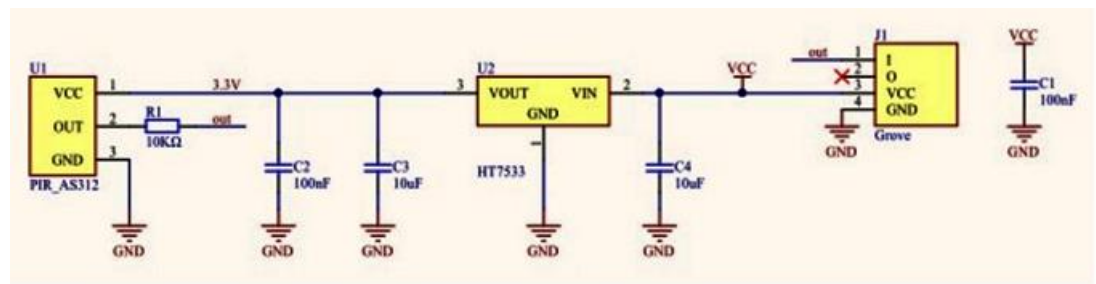 U1
VCC
1
3.3V
OUT
2
R1
10KΩ
out
GND
3
PIR_AS312
GND
C2
100nF
GND
C3
10uF
GND
U2
3
VOUT
VIN
2
GND
1
HT7533
GND
VCC
C4
10uF
GND
J1
out
1
I
2
O
3
VCC
4
GND
Grove
GND
VCC
C1
100nF
GND